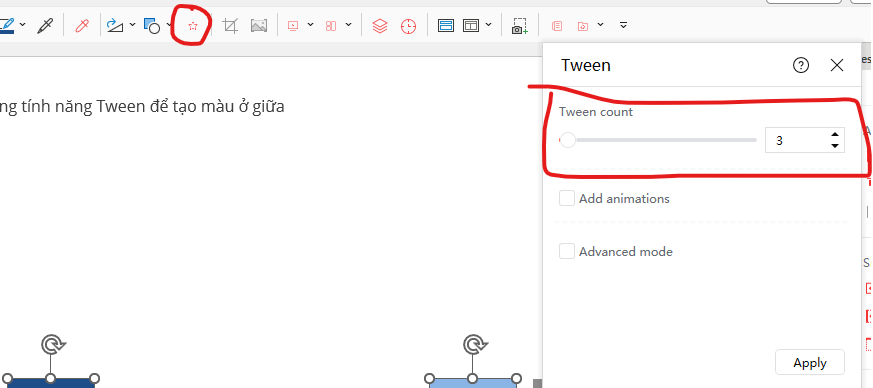 Tween
ng tính năng Tween để tạo màu ở giữa
Tween count
3
Add animations
Advanced mode
Apply